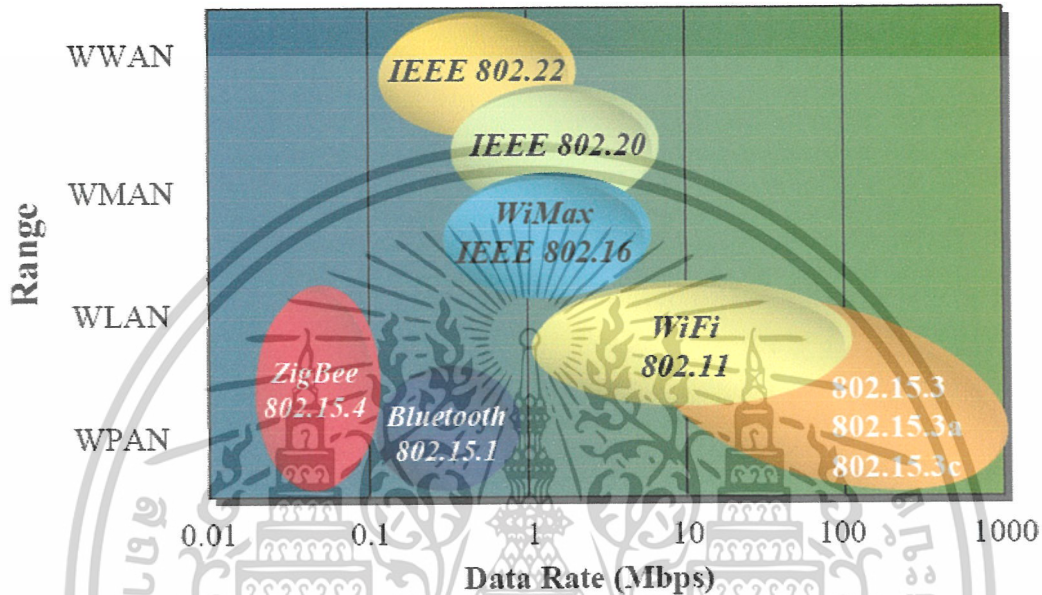 WWAN
IEEE 802.22
IEEE 802.20
WMAN
WiMax
IEEE 802.16
Range
WLAN
WiFi
802.11
ZigBee
802.15.4
802.15.3
Bluetooth
802.15.1
802.15.3a
WPAN
802.15.3c
0.01
0.1
1
10
100
1000
Data Rate (Mbps)